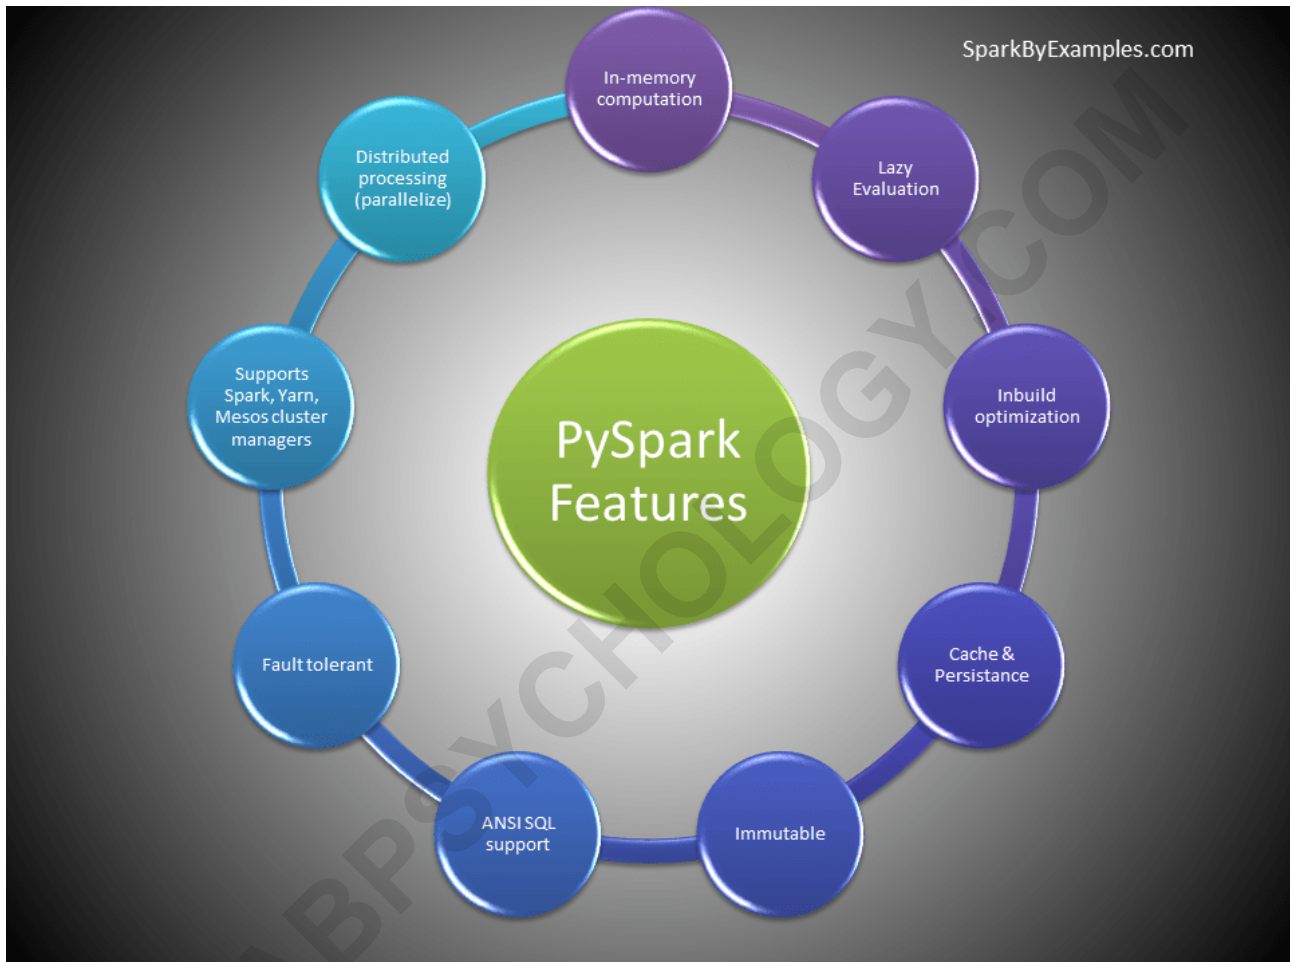 SparkByExamples.com
In-memory
computation
Lazy
Evaluation
Inbuild
optimization
Cache &
Persistance
Immutable
ANSI SQL
support
Fault tolerant
Supports
Spark, Yarn,
Mesos cluster
managers
Distributed
processing
(parallelize)
PySpark
Features
ABPSYCHOLOGY.COM